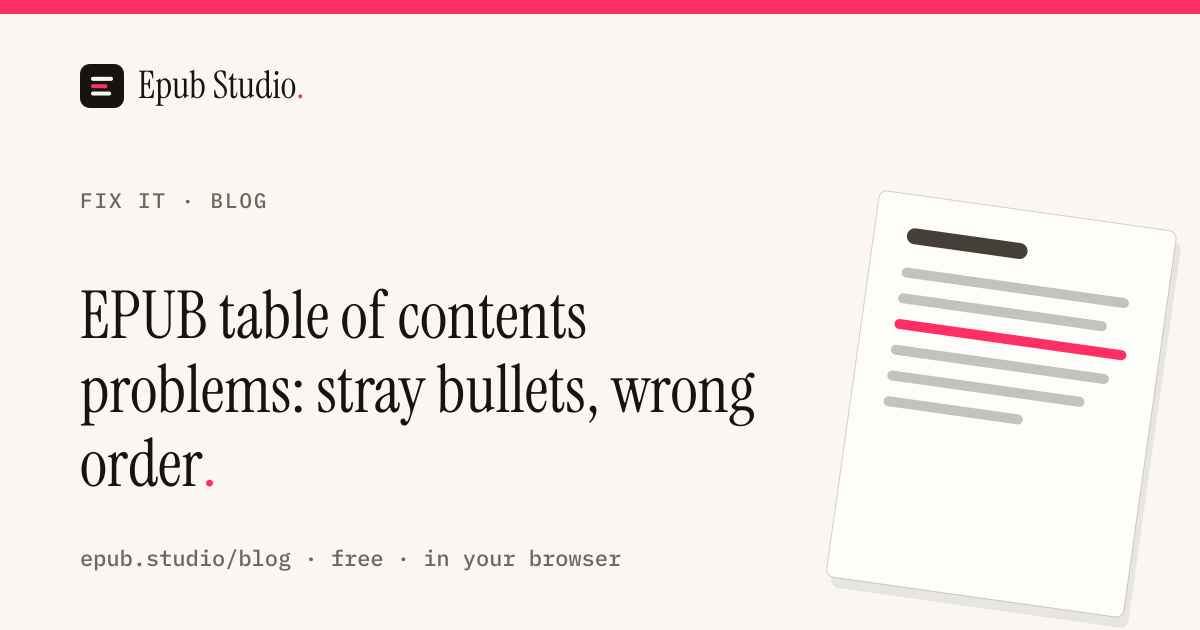 Epub Studio.
FIX IT · BLOG
EPUB table of contents
problems: stray bullets, wrong
order.
epub.studio/blog · free · in your browser